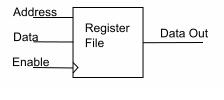 Address
Data
Enable
Register
File
Data Out